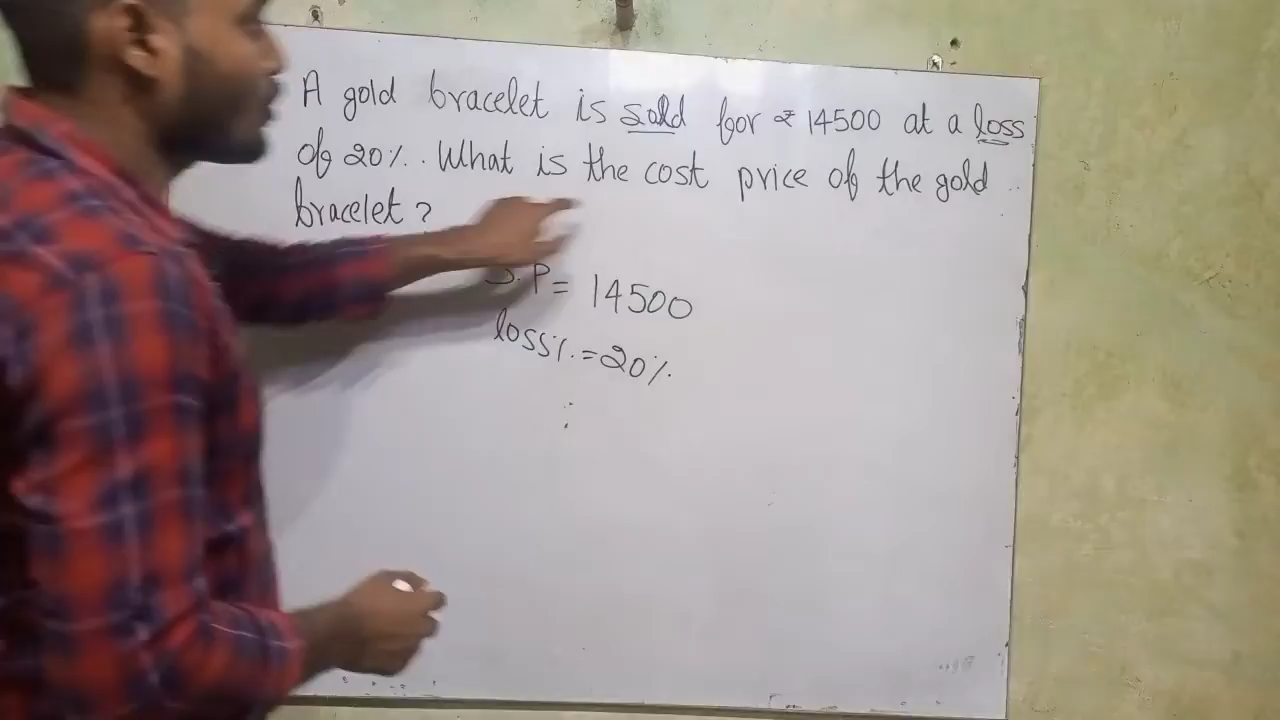 A gold bracelet is sold for ₹ 14500 at a loss
of 20%. What is the cost price of the gold
bracelet?
S.P= 14500
loss%.=20%.